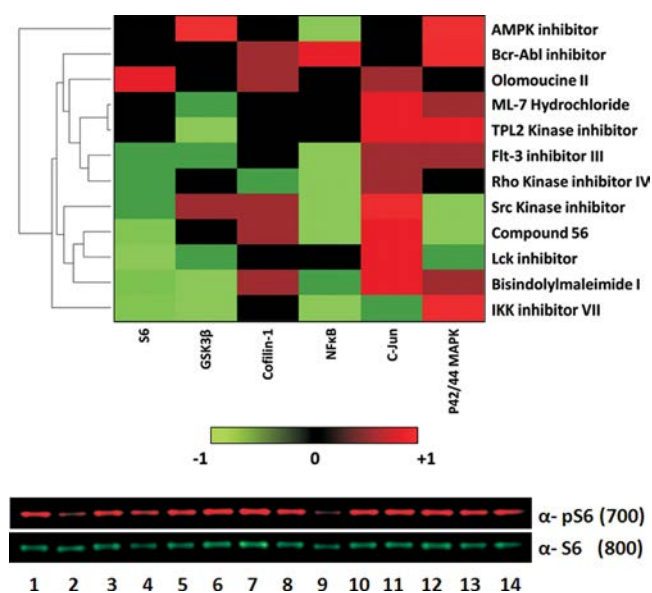 AMPK inhibitor
Bcr-Abl inhibitor
Olomoucine II
ML-7 Hydrochloride
TPL2 Kinase inhibitor
Flt-3 inhibitor III
Rho Kinase inhibitor IV
Src Kinase inhibitor
Compound 56
Lck inhibitor
Bisindolylmaleimide I
IKK inhibitor VII
S6
GSK3β
Cofilin-1
NFκB
C-Jun
P42/44 MAPK
-1 0 +1
α- pS6 (700)
α- S6 (800)
1 2 3 4 5 6 7 8 9 10 11 12 13 14